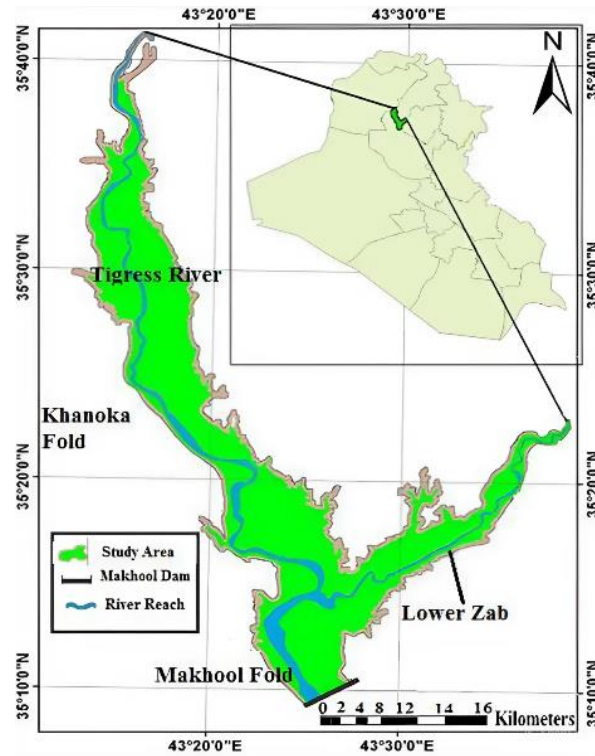 43°20'0"E
43°30'0"E
35°40'0"N
35°40'0"N
N
35°30'0"N
35°30'0"N
Tigress River
Khanoka
Fold
35°20'0"N
35°20'0"N
Study Area
Makhool Dam
River Reach
Lower Zab
Makhool Fold
35°10'0"N
35°10'0"N
0 2 4 8 12 14 16
Kilometers
43°20'0"E
43°30'0"E